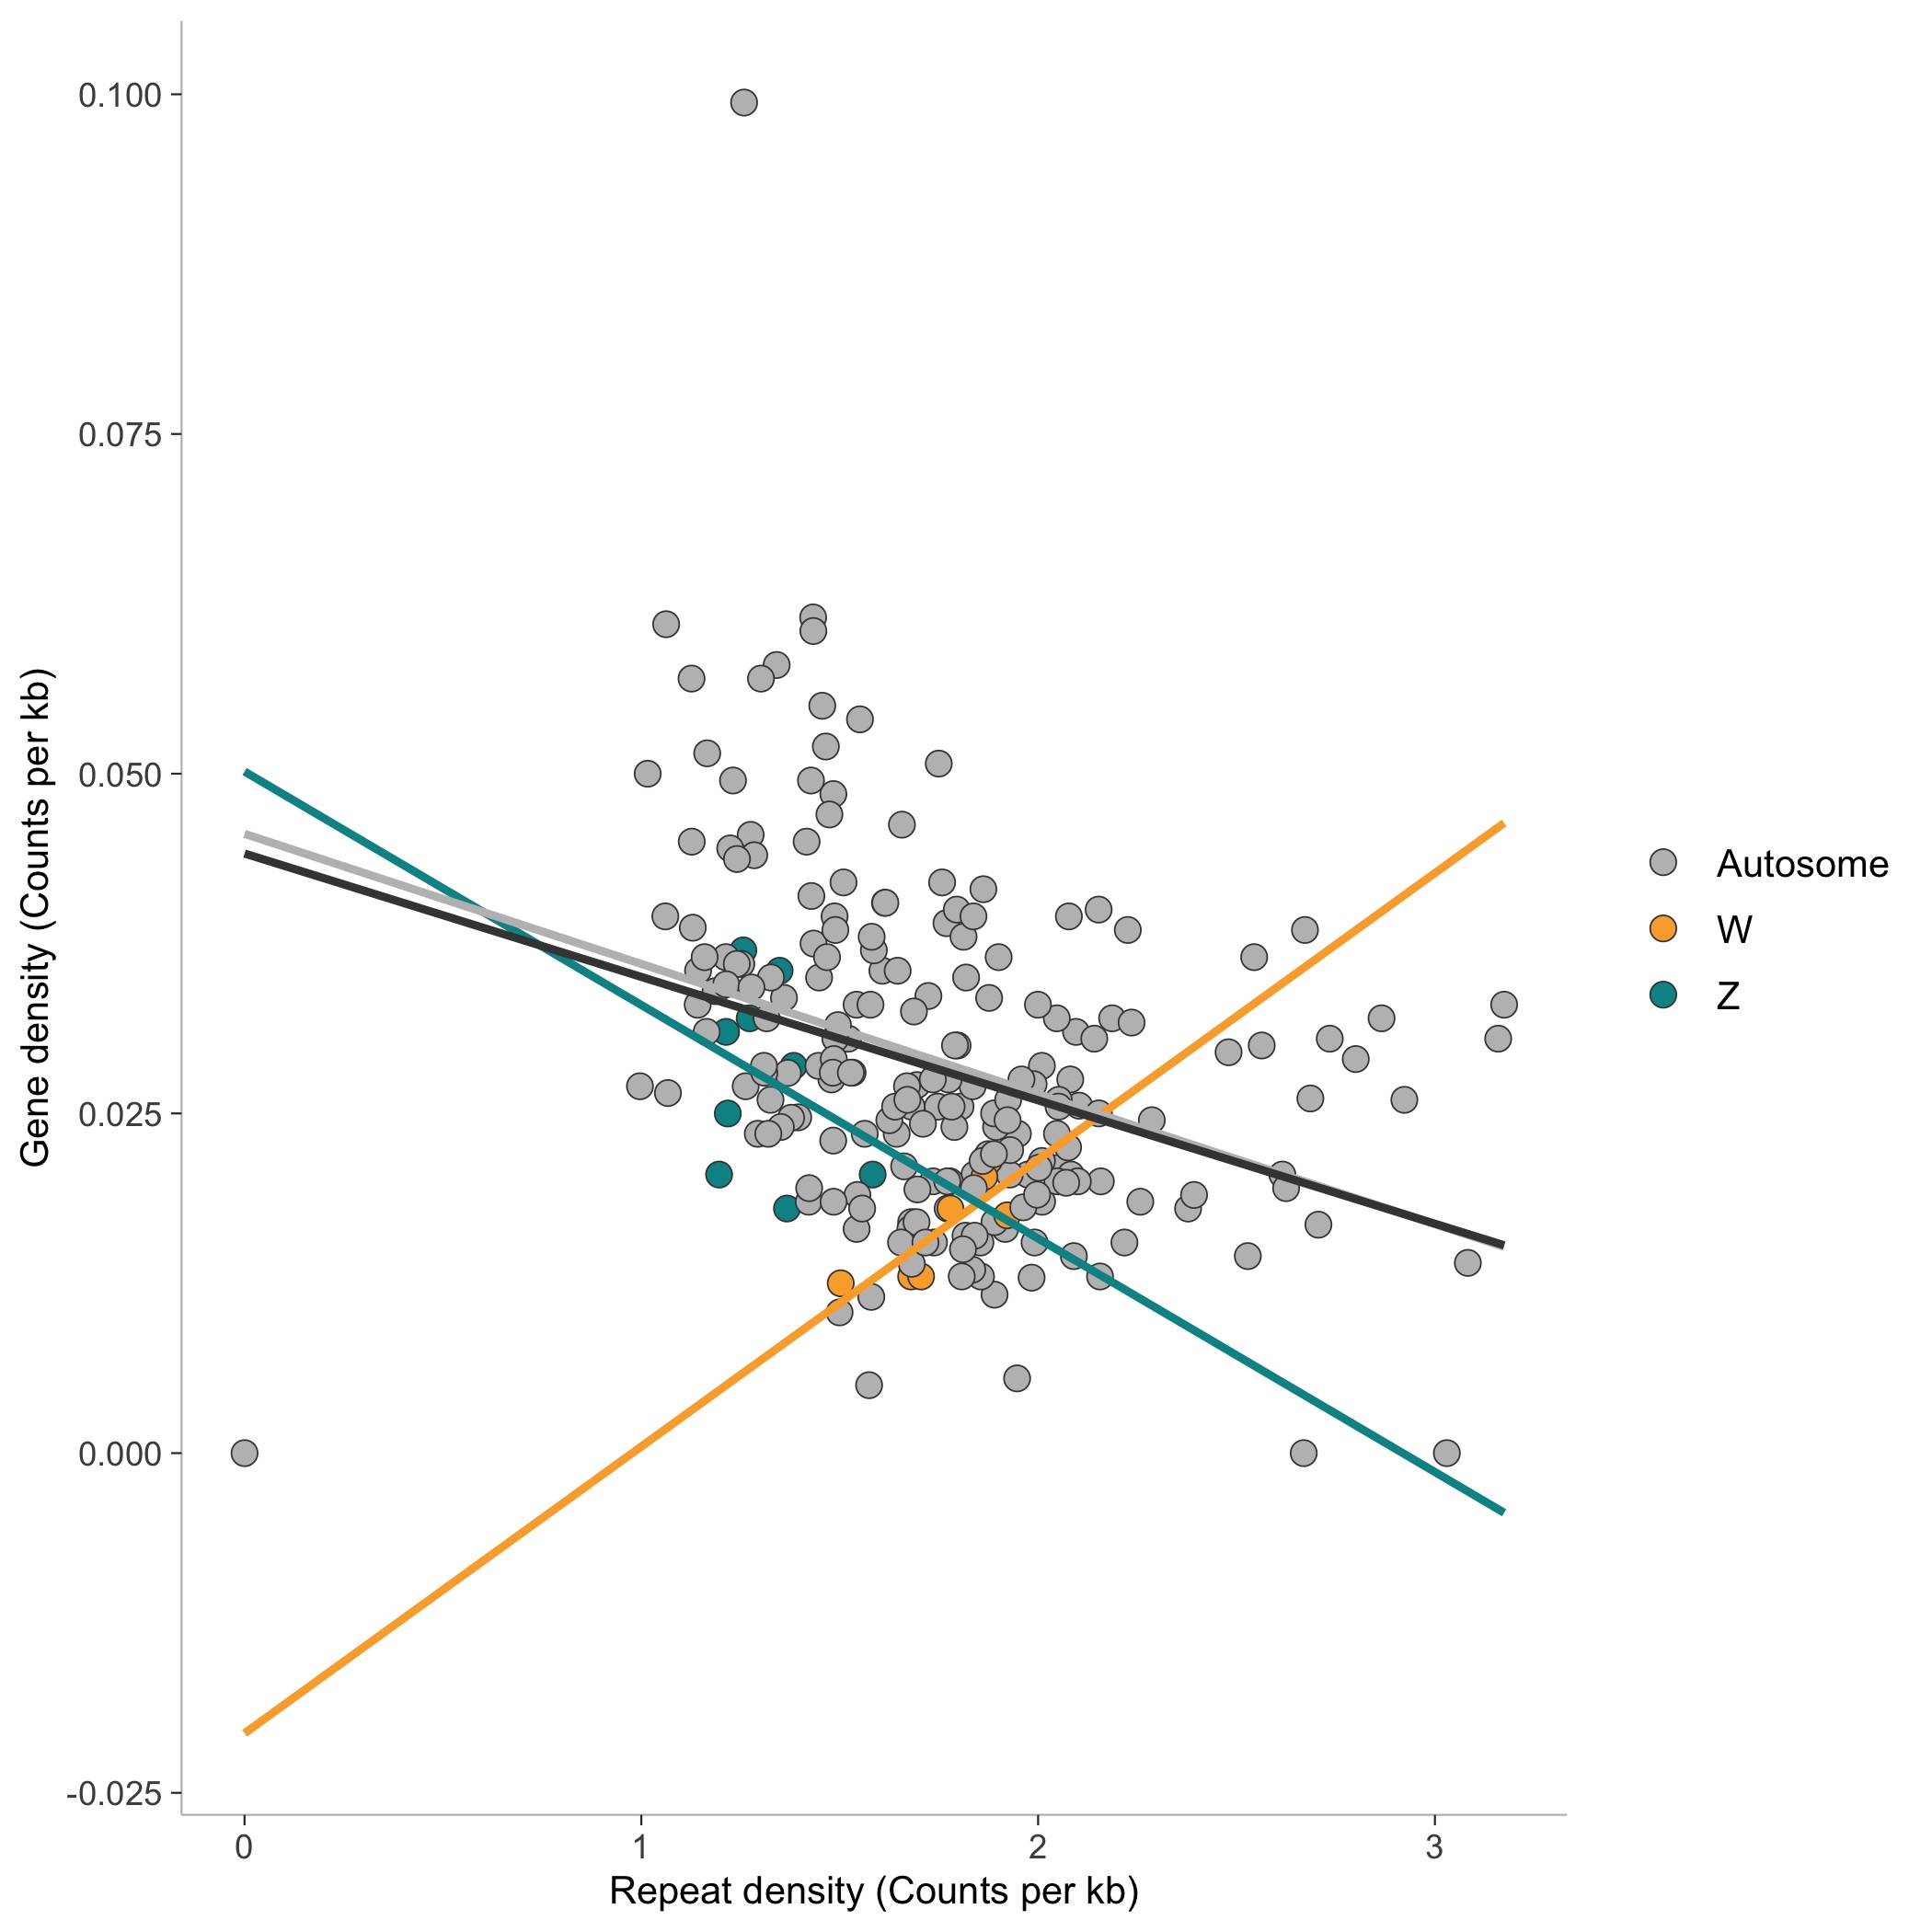 0.100
0.075
0.050
0.025
0.000
-0.025
Gene density (Counts per kb)
0 1 2 3
Repeat density (Counts per kb)
Autosome
W
Z